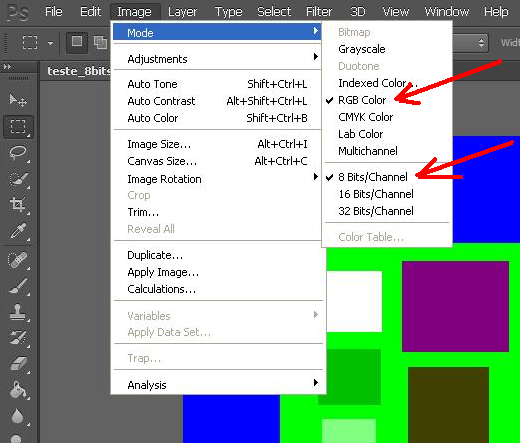 Ps File Edit Image Layer Type Select Filter 3D View Window Help
teste_8bits
Mode
Adjustments
Auto Tone Shift+Ctrl+L
Auto Contrast Alt+Shift+Ctrl+L
Auto Color Shift+Ctrl+B
Image Size... Alt+Ctrl+I
Canvas Size... Alt+Ctrl+C
Image Rotation
Crop
Trim...
Reveal All
Duplicate...
Apply Image...
Calculations...
Variables
Apply Data Set...
Trap...
Analysis
Bitmap
Grayscale
Duotone
Indexed Color...
RGB Color
CMYK Color
Lab Color
Multichannel
8 Bits/Channel
16 Bits/Channel
32 Bits/Channel
Color Table...